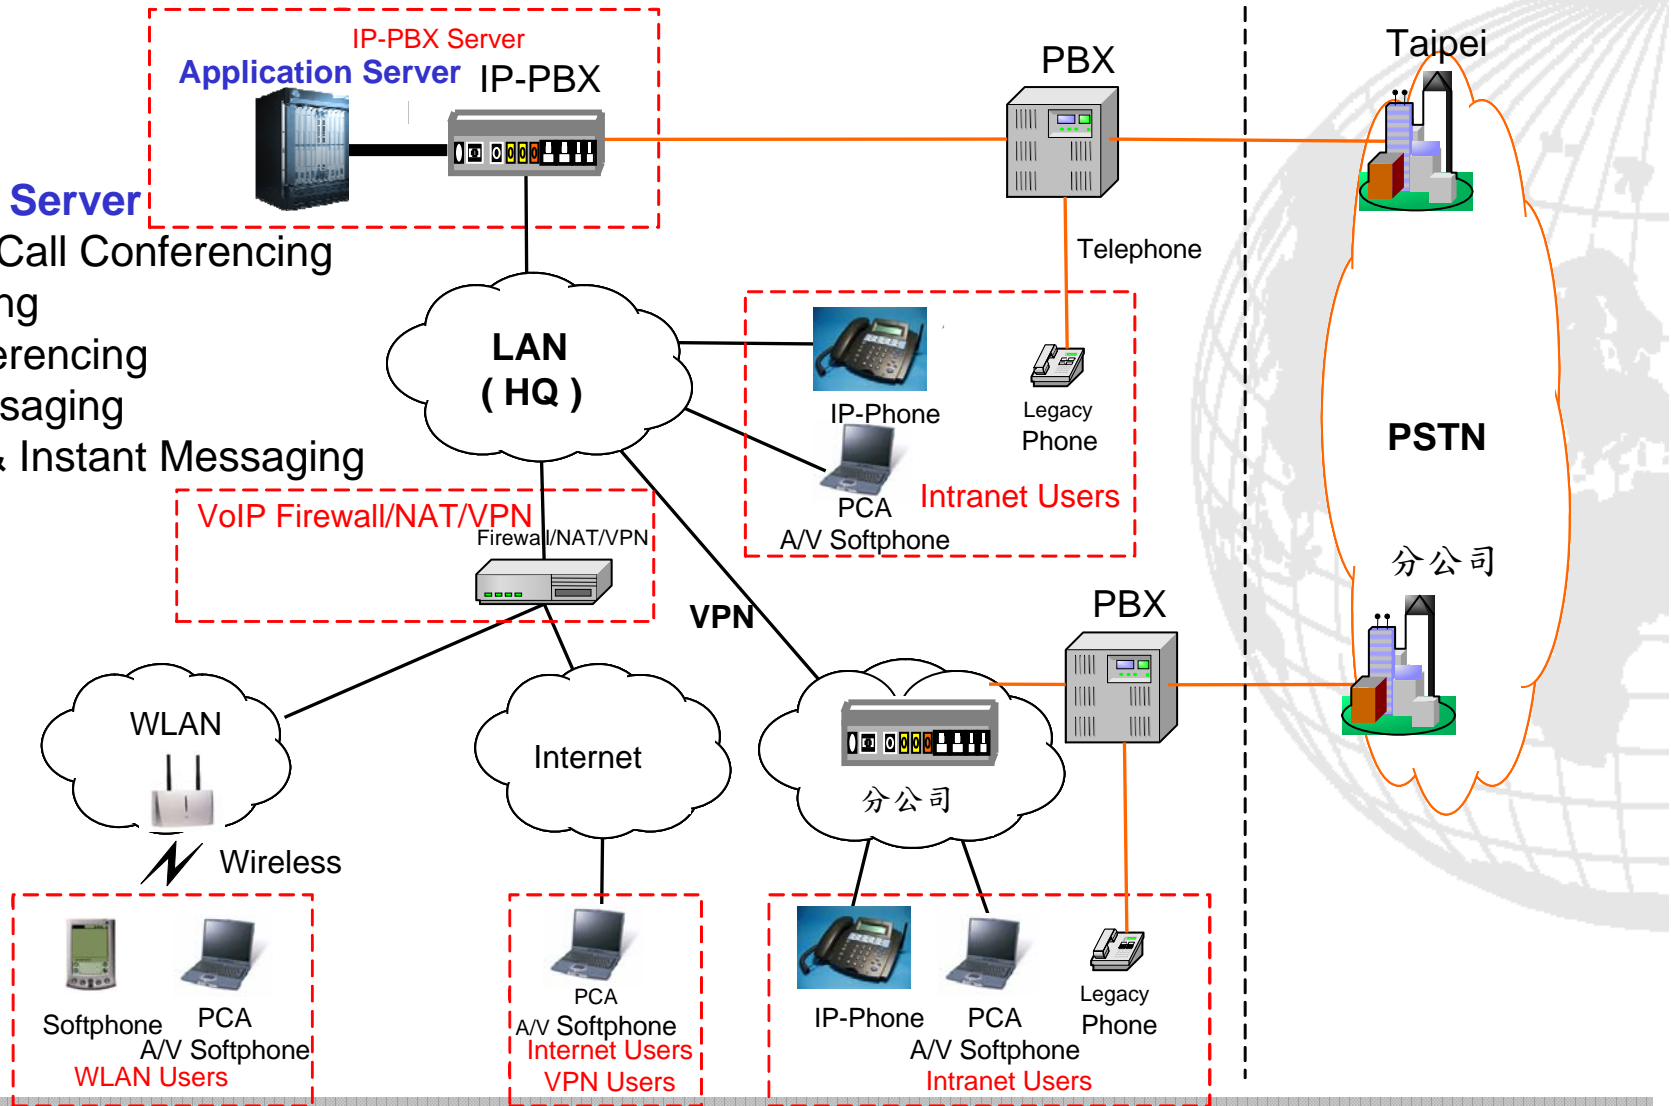 IP-PBX Server
Application Server
IP-PBX
PBX
Taipei
Server
Call Conferencing
ng
erencing
saging
& Instant Messaging
Telephone
LAN
( HQ )
IP-Phone
Legacy
Phone
PCA
A/V Softphone
Intranet Users
PSTN
分公司
VoIP Firewall/NAT/VPN
Firewall/NAT/VPN
VPN
PBX
WLAN
Internet
分公司
Wireless
Softphone
PCA
A/V Softphone
WLAN Users
PCA
A/V Softphone
Internet Users
VPN Users
IP-Phone
PCA
A/V Softphone
Legacy
Phone
Intranet Users